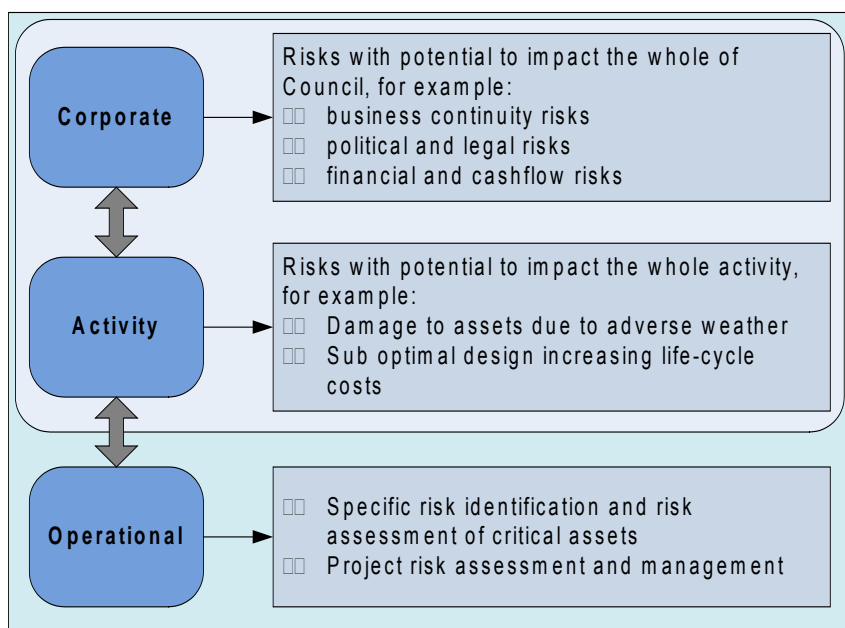 Corporate
Risks with potential to impact the whole of
Council, for example:
□□ business continuity risks
□□ political and legal risks
□□ financial and cashflow risks
Activity
Risks with potential to impact the whole activity,
for example:
□□ Damage to assets due to adverse weather
□□ Sub optimal design increasing life-cycle
costs
Operational
□□ Specific risk identification and risk
assessment of critical assets
□□ Project risk assessment and management